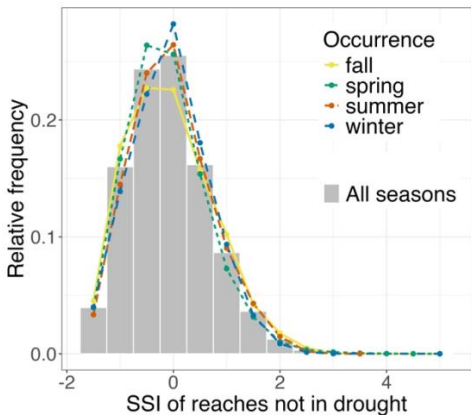 Occurrence
fall
spring
summer
winter
All seasons
Relative frequency
0.2
0.1
0.0
-2
0
2
4
SSI of reaches not in drought